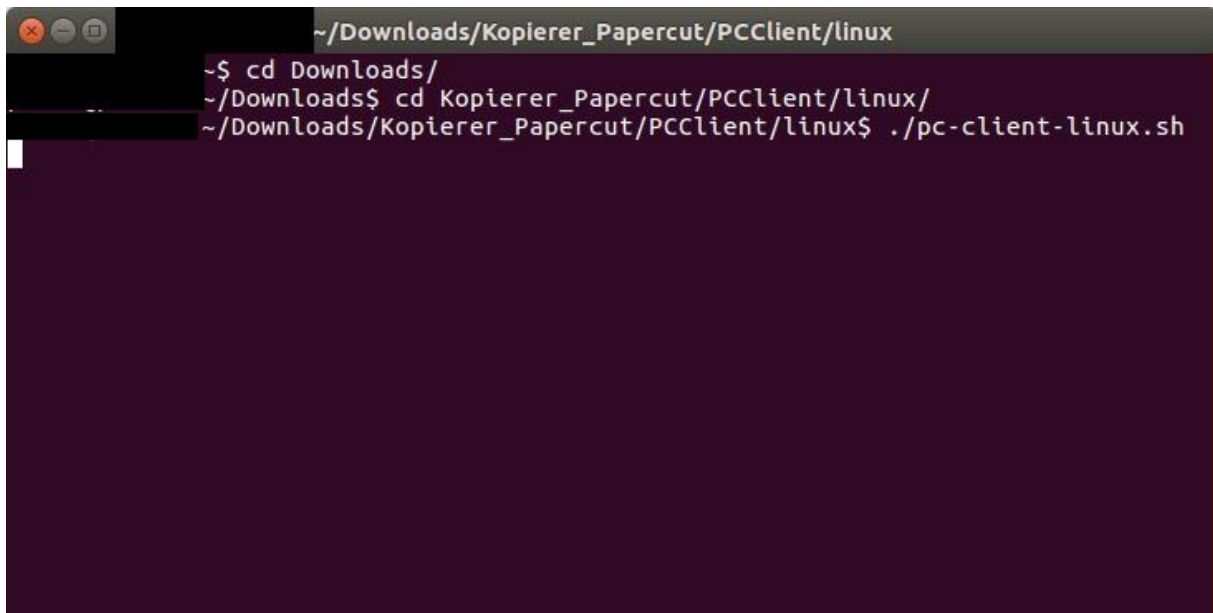 ~/Downloads/Kopierer_Papercut/PCClient/linux
~$ cd Downloads/
~/Downloads$ cd Kopierer_Papercut/PCClient/linux/
~/Downloads/Kopierer_Papercut/PCClient/linux$ ./pc-client-linux.sh